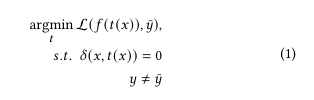 argmin ℒ(f(t(x)), ȳ),
t
s.t. δ(x, t(x)) = 0 (1)
y ≠ ȳ